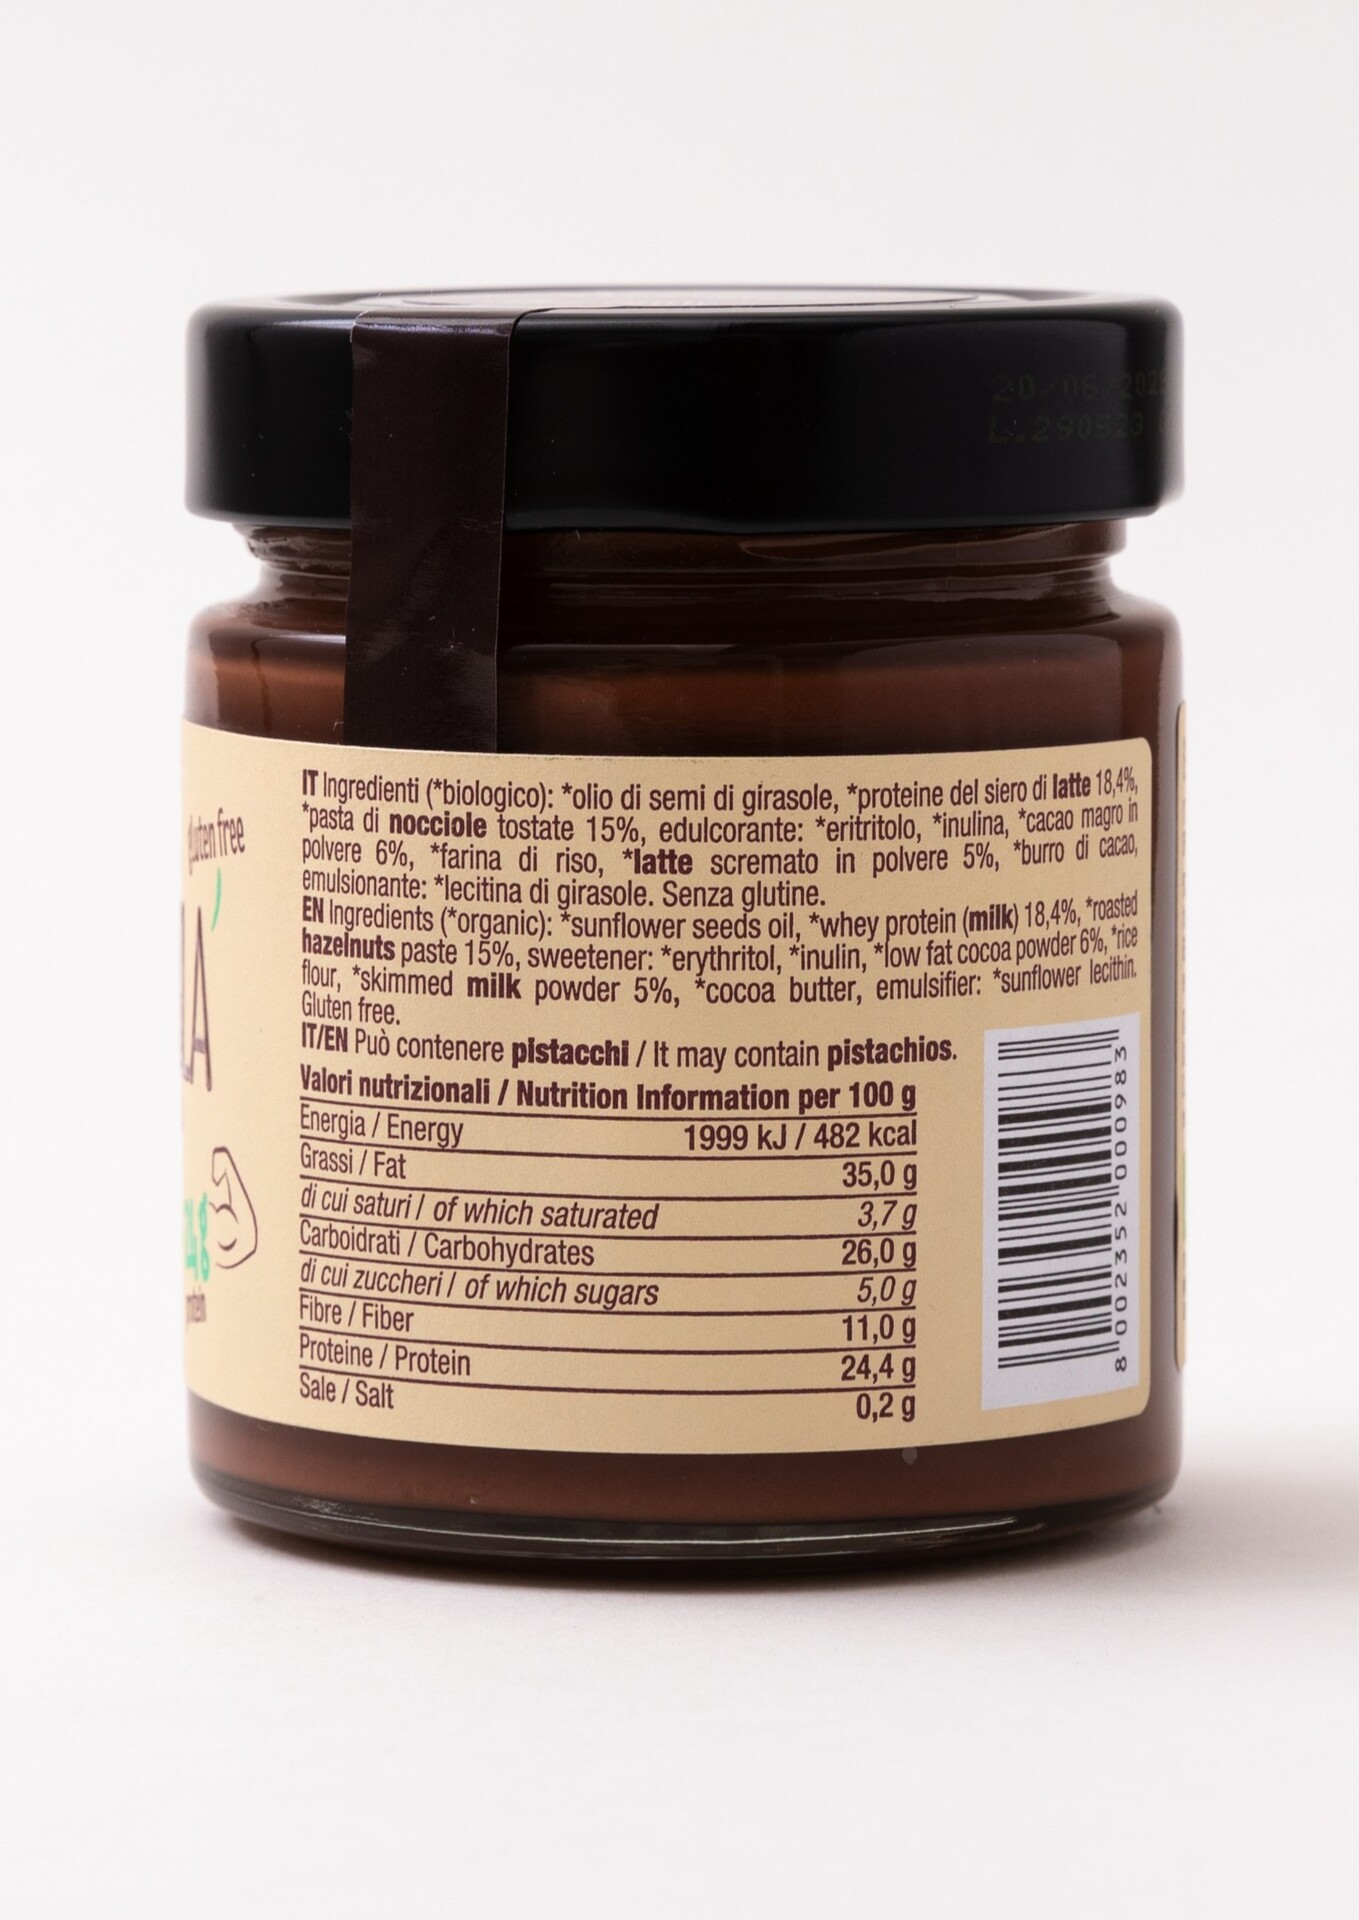 20/06/202
L.290523
gluten free
LA
24g
protein
IT Ingredienti (*biologico): *olio di semi di girasole, *proteine del siero di latte 18,4%,
*pasta di nocciole tostate 15%, edulcorante: *eritritolo, *inulina, *cacao magro in
polvere 6%, *farina di riso, *latte scremato in polvere 5%, *burro di cacao,
emulsionante: *lecitina di girasole. Senza glutine.
EN Ingredients (*organic): *sunflower seeds oil, *whey protein (milk) 18,4%, *roasted
hazelnuts paste 15%, sweetener: *erythritol, *inulin, *low fat cocoa powder 6%, *rice
flour, *skimmed milk powder 5%, *cocoa butter, emulsifier: *sunflower lecithin.
Gluten free.
IT/EN Può contenere pistacchi / It may contain pistachios.
Valori nutrizionali / Nutrition Information per 100 g
Energia / Energy 1999 kJ / 482 kcal
Grassi / Fat 35,0 g
di cui saturi / of which saturated 3,7 g
Carboidrati / Carbohydrates 26,0 g
di cui zuccheri / of which sugars 5,0 g
Fibre / Fiber 11,0 g
Proteine / Protein 24,4 g
Sale / Salt 0,2 g
8 002352 000983